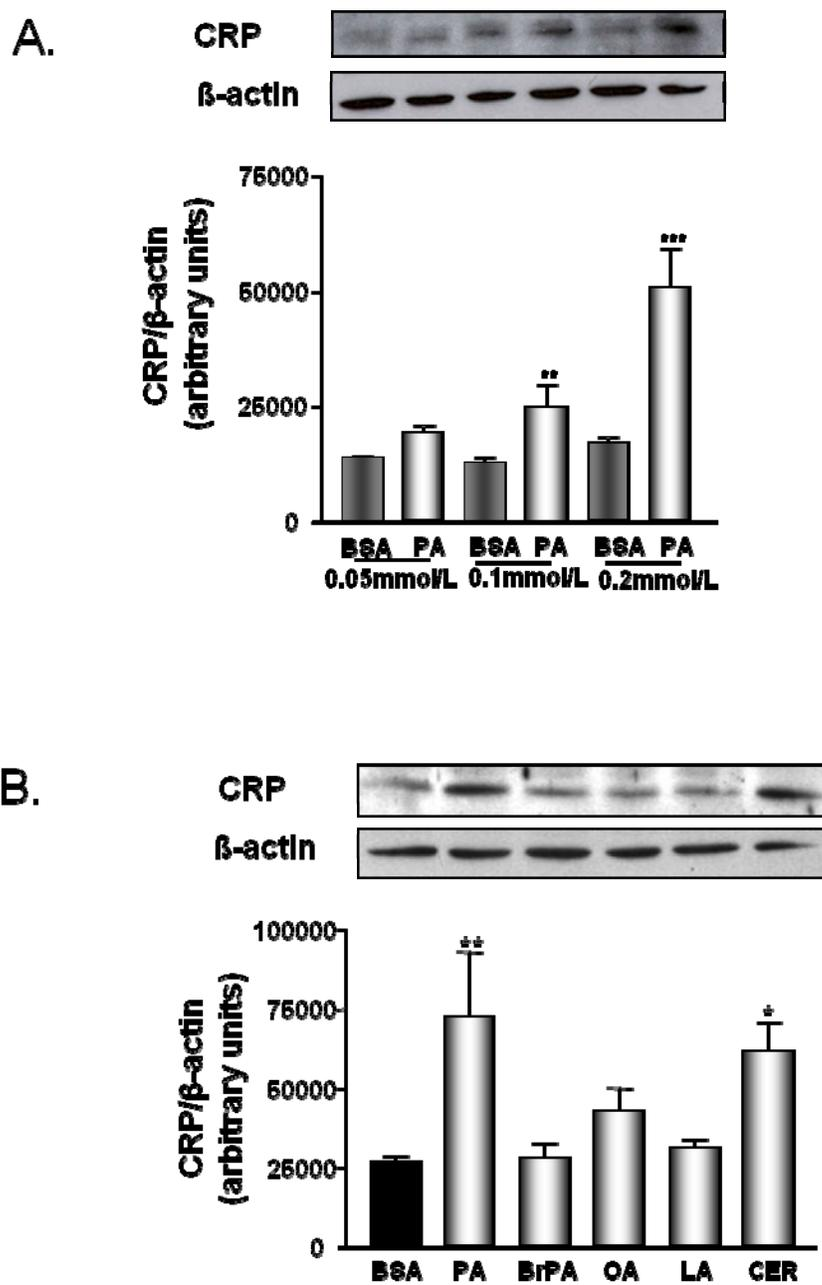 A.
CRP
ß-actin
CRP/β-actin
(arbitrary units)
75000
50000
25000
0
**
***
BSA PA BSA PA BSA PA
0.05mmol/L 0.1mmol/L 0.2mmol/L
B.
CRP
ß-actin
CRP/β-actin
(arbitrary units)
100000
75000
50000
25000
0
**
*
BSA PA BrPA OA LA CER